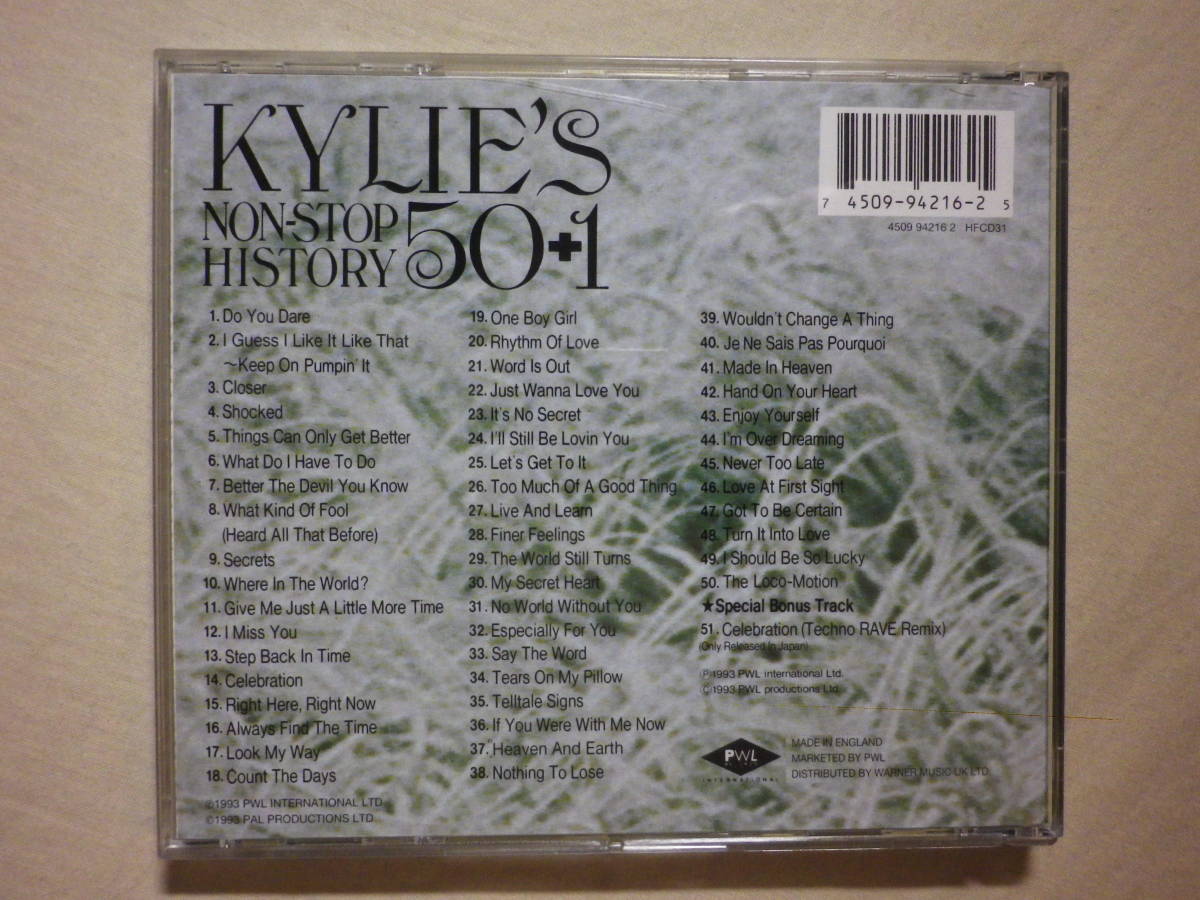 KYLIE'S
NON-STOP
HISTORY 50+1
7 4509-94216-2 5
4509 94216 2 HFCD31
1. Do You Dare
2. I Guess I Like It Like That
～Keep On Pumpin' It
3. Closer
4. Shocked
5. Things Can Only Get Better
6. What Do I Have To Do
7. Better The Devil You Know
8. What Kind Of Fool
(Heard All That Before)
9. Secrets
10. Where In The World?
11. Give Me Just A Little More Time
12. I Miss You
13. Step Back In Time
14. Celebration
15. Right Here, Right Now
16. Always Find The Time
17. Look My Way
18. Count The Days
℗1993 PWL INTERNATIONAL LTD
©1993 PAL PRODUCTIONS LTD
19. One Boy Girl
20. Rhythm Of Love
21. Word Is Out
22. Just Wanna Love You
23. It's No Secret
24. I'll Still Be Lovin You
25. Let's Get To It
26. Too Much Of A Good Thing
27. Live And Learn
28. Finer Feelings
29. The World Still Turns
30. My Secret Heart
31. No World Without You
32. Especially For You
33. Say The Word
34. Tears On My Pillow
35. Telltale Signs
36. If You Were With Me Now
37. Heaven And Earth
38. Nothing To Lose
39. Wouldn't Change A Thing
40. Je Ne Sais Pas Pourquoi
41. Made In Heaven
42. Hand On Your Heart
43. Enjoy Yourself
44. I'm Over Dreaming
45. Never Too Late
46. Love At First Sight
47. Got To Be Certain
48. Turn It Into Love
49. I Should Be So Lucky
50. The Loco-Motion
★Special Bonus Track
51. Celebration (Techno RAVE Remix)
(Only Released In Japan)
℗1993 PWL international Ltd.
©1993 PWL productions Ltd.
PWL
INTERNATIONAL
MADE IN ENGLAND
MARKETED BY PWL
DISTRIBUTED BY WARNER MUSIC UK LTD